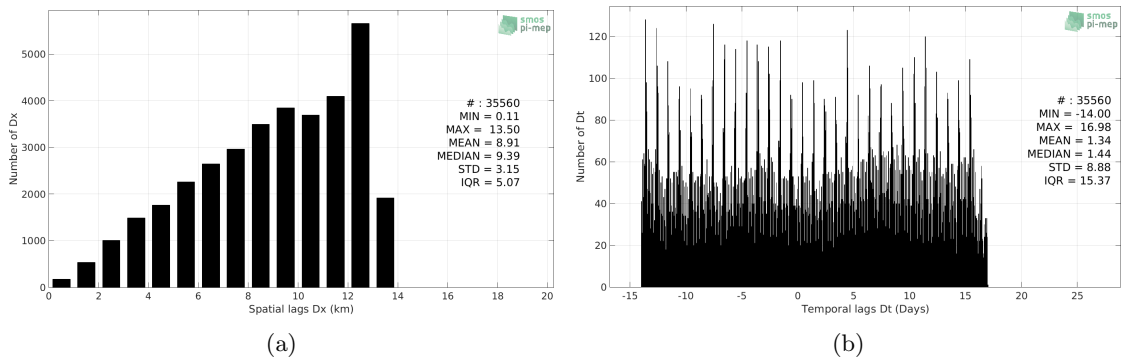 smos
pi-mep
5000
4000
3000
2000
1000
0
Number of Dx
# : 35560
MIN = 0.11
MAX = 13.50
MEAN = 8.91
MEDIAN = 9.39
STD = 3.15
IQR = 5.07
0 2 4 6 8 10 12 14 16 18 20
Spatial lags Dx (km)
(a)
smos
pi-mep
120
100
80
60
40
20
0
Number of Dt
# : 35560
MIN = -14.00
MAX = 16.98
MEAN = 1.34
MEDIAN = 1.44
STD = 8.88
IQR = 15.37
-15 -10 -5 0 5 10 15 20 25
Temporal lags Dt (Days)
(b)